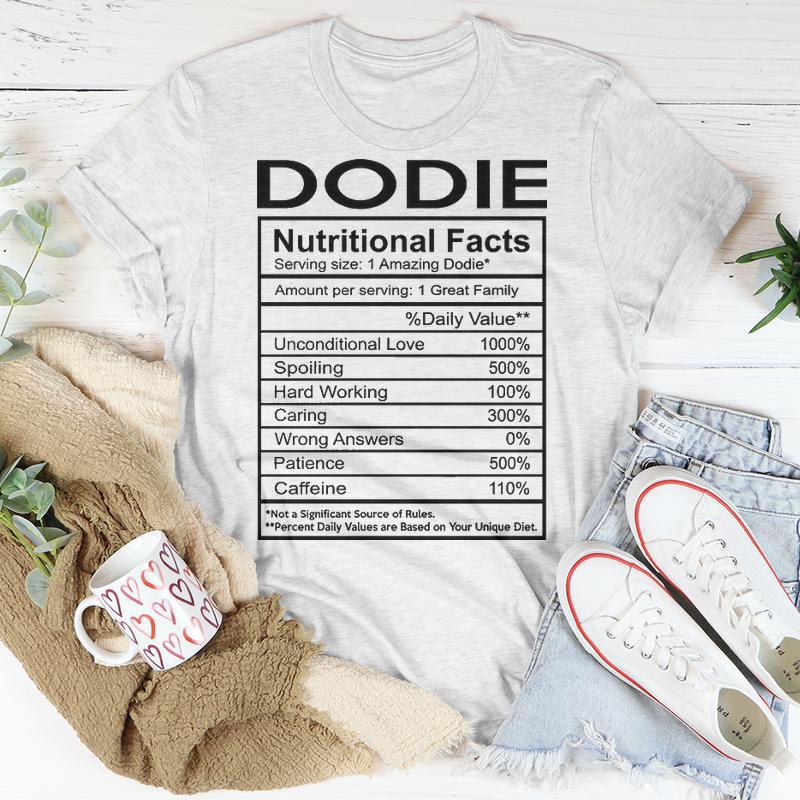 DODIE
Nutritional Facts
Serving size: 1 Amazing Dodie*
Amount per serving: 1 Great Family
%Daily Value**
Unconditional Love 1000%
Spoiling 500%
Hard Working 100%
Caring 300%
Wrong Answers 0%
Patience 500%
Caffeine 110%
*Not a Significant Source of Rules.
**Percent Daily Values are Based on Your Unique Diet.